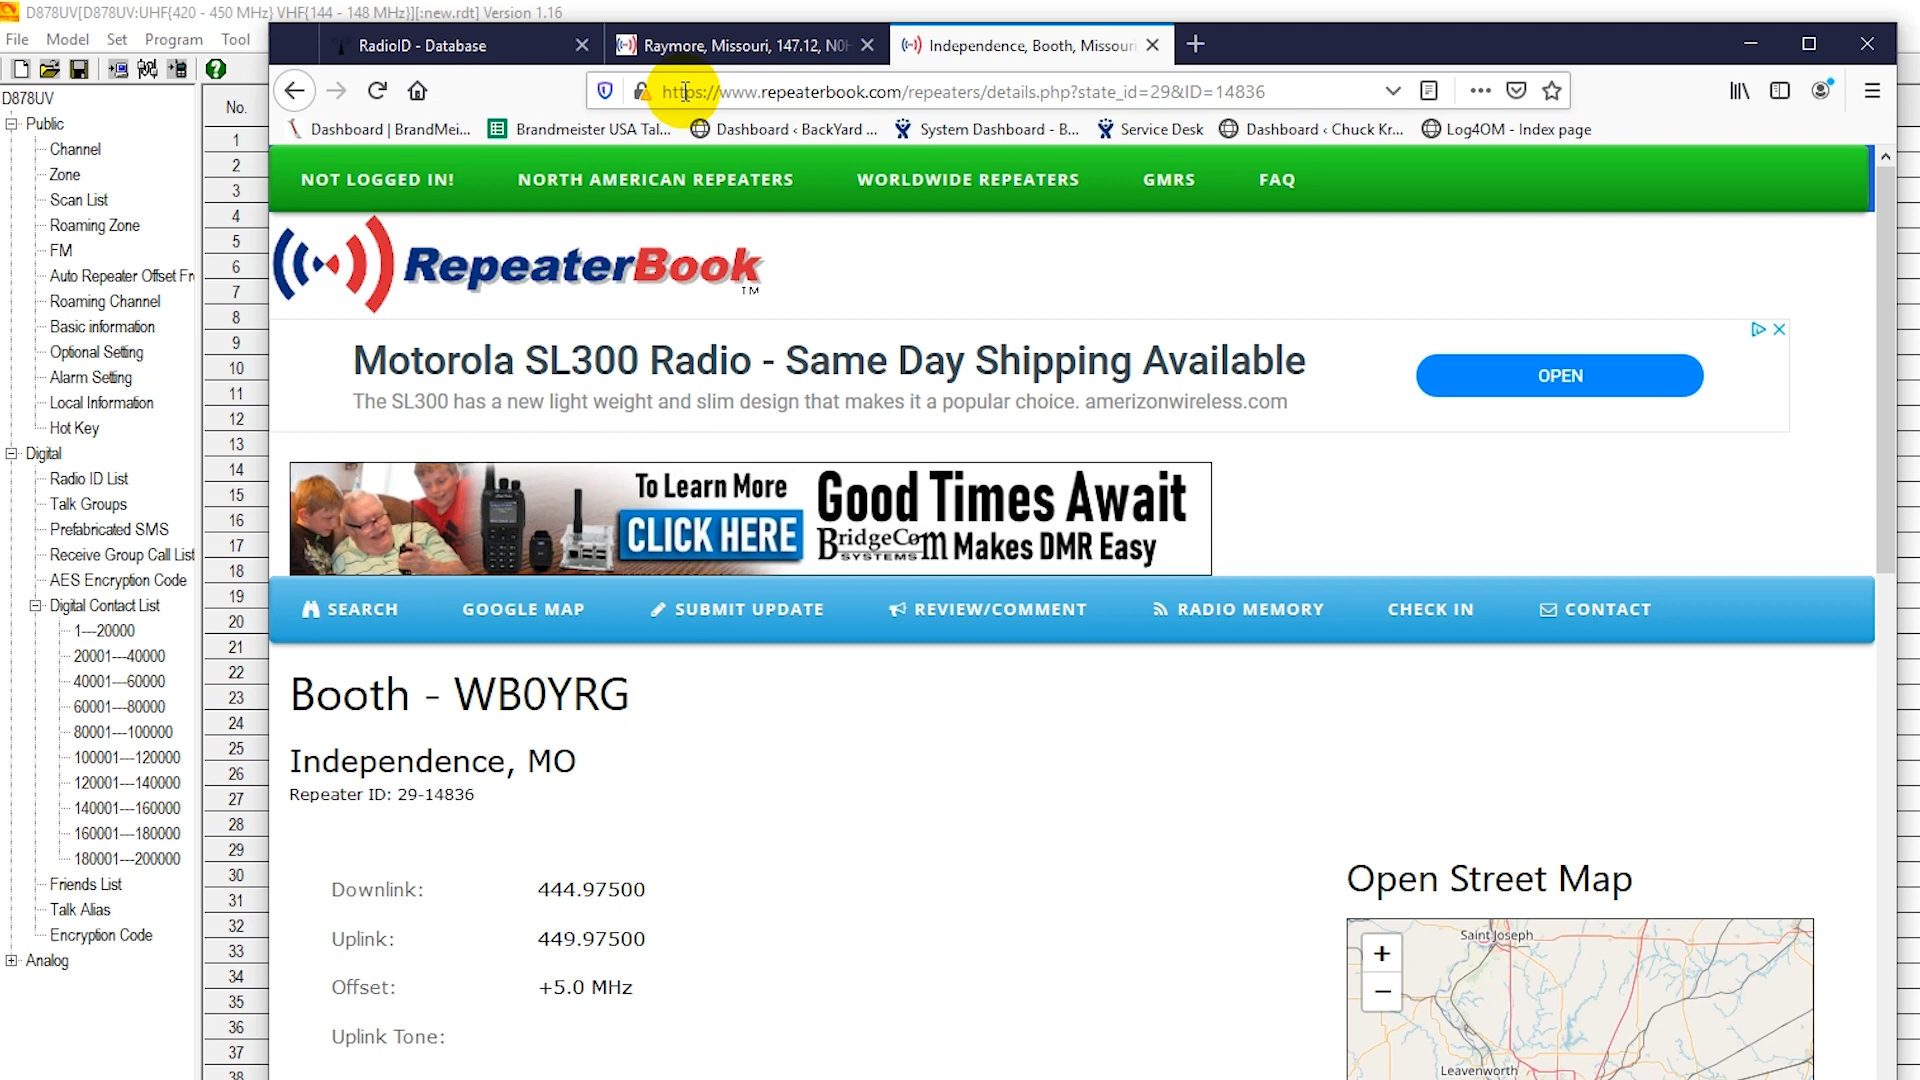 D878UV[D878UV:UHF{420 - 450 MHz} VHF{144 - 148 MHz}][:new.rdt] Version 1.16
File Model Set Program Tool
D878UV
Public
Channel
Zone
Scan List
Roaming Zone
FM
Auto Repeater Offset Fr
Roaming Channel
Basic information
Optional Setting
Alarm Setting
Local Information
Hot Key
Digital
Radio ID List
Talk Groups
Prefabricated SMS
Receive Group Call List
AES Encryption Code
Digital Contact List
1---20000
20001---40000
40001---60000
60001---80000
80001---100000
100001---120000
120001---140000
140001---160000
160001---180000
180001---200000
Friends List
Talk Alias
Encryption Code
Analog
No.
1
2
3
4
5
6
7
8
9
10
11
12
13
14
15
16
17
18
19
20
21
22
23
24
25
26
27
28
29
30
31
32
33
34
35
36
37
38
RadioID - Database
Raymore, Missouri, 147.12, N0H
Independence, Booth, Missouri
https://www.repeaterbook.com/repeaters/details.php?state_id=29&ID=14836
Dashboard | BrandMei...
Brandmeister USA Tal...
Dashboard ‹ BackYard ...
System Dashboard - B...
Service Desk
Dashboard ‹ Chuck Kr...
Log4OM - Index page
NOT LOGGED IN! NORTH AMERICAN REPEATERS WORLDWIDE REPEATERS GMRS FAQ
RepeaterBook
TM
Motorola SL300 Radio - Same Day Shipping Available
The SL300 has a new light weight and slim design that makes it a popular choice. amerizonwireless.com
OPEN
To Learn More
CLICK HERE
Good Times Await
BridgeCom SYSTEMS Makes DMR Easy
SEARCH GOOGLE MAP SUBMIT UPDATE REVIEW/COMMENT RADIO MEMORY CHECK IN CONTACT
Booth - WB0YRG
Independence, MO
Repeater ID: 29-14836
Downlink: 444.97500
Uplink: 449.97500
Offset: +5.0 MHz
Uplink Tone:
Open Street Map
+
−
Saint Joseph
Leavenworth